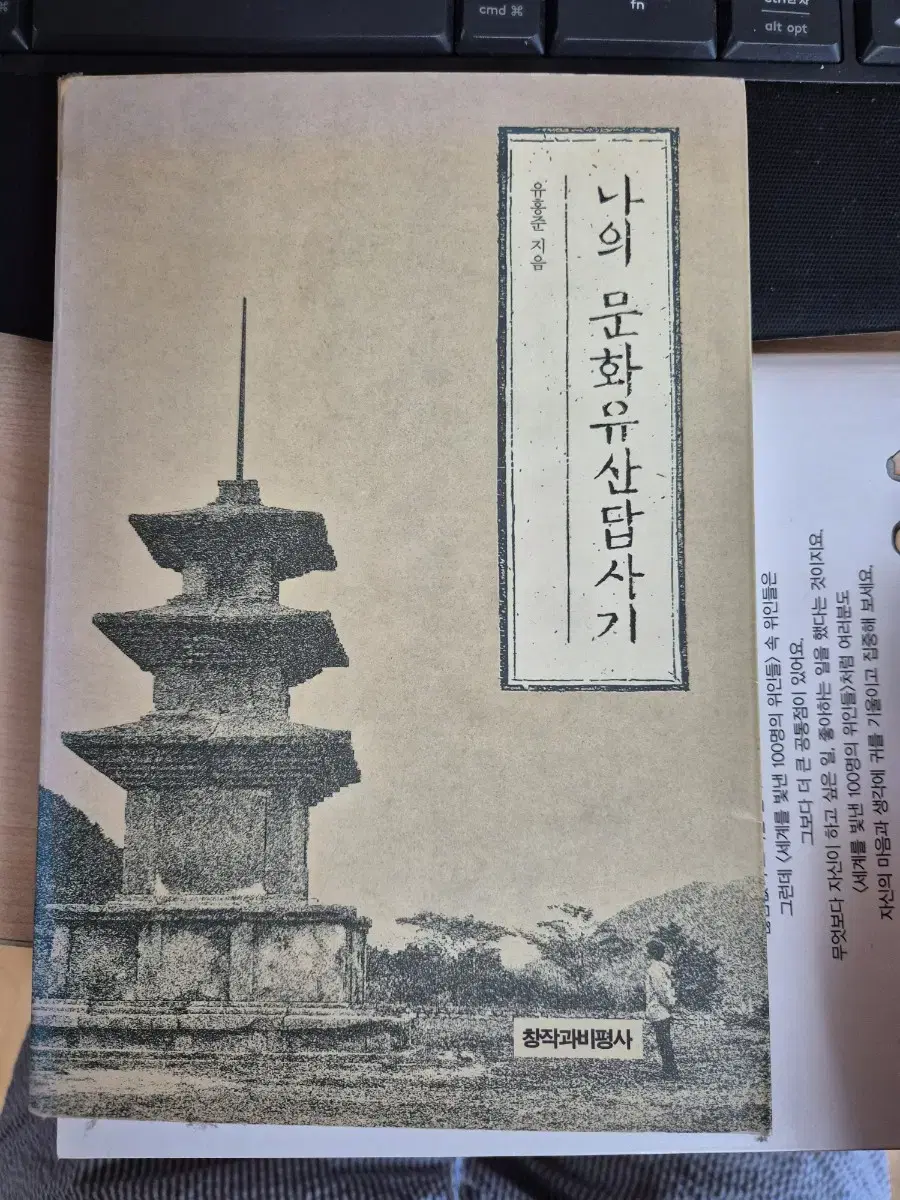 cmd ⌘
fn
alt opt
나의 문화유산답사기
유홍준 지음
창작과비평사
그런데 〈세계를 빛낸 100명의 위인들〉 속 위인들은
그보다 더 큰 공통점이 있어요.
무엇보다 자신이 하고 싶은 일, 좋아하는 일을 했다는 것이지요.
〈세계를 빛낸 100명의 위인들〉처럼 여러분도
자신의 마음과 생각에 귀를 기울이고 집중해 보세요.